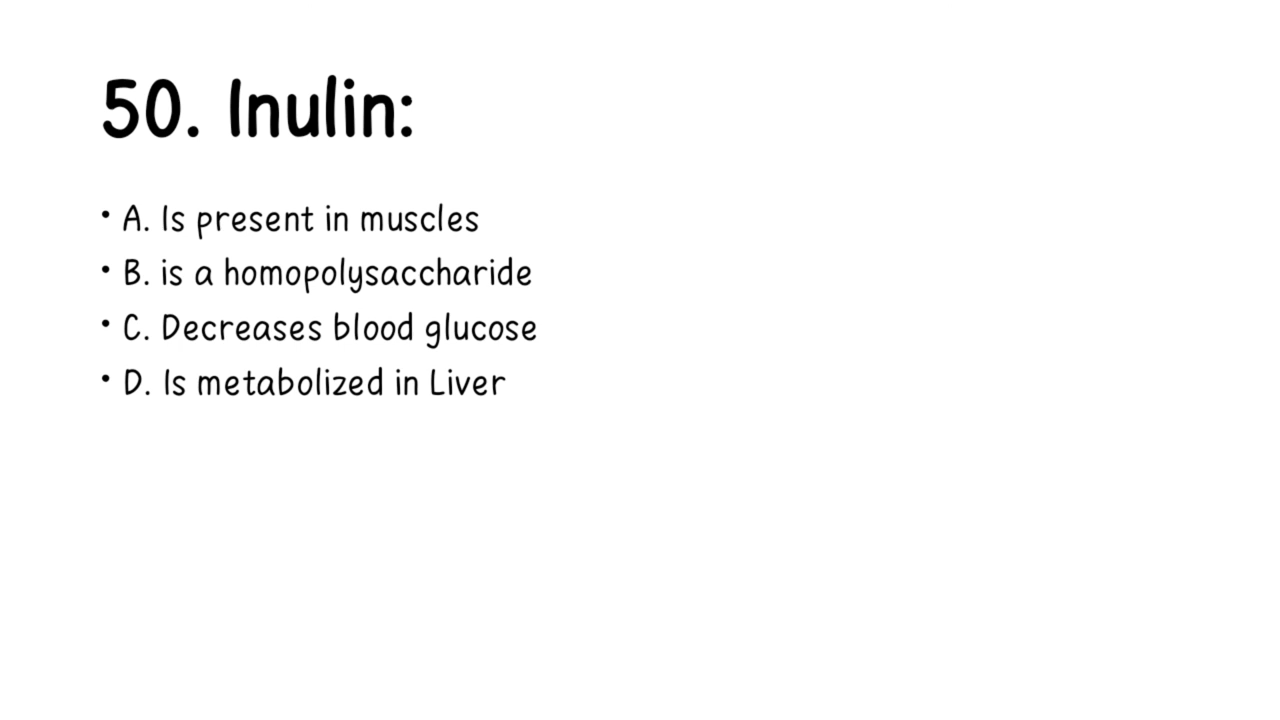 50. Inulin:
• A. Is present in muscles
• B. is a homopolysaccharide
• C. Decreases blood glucose
• D. Is metabolized in Liver